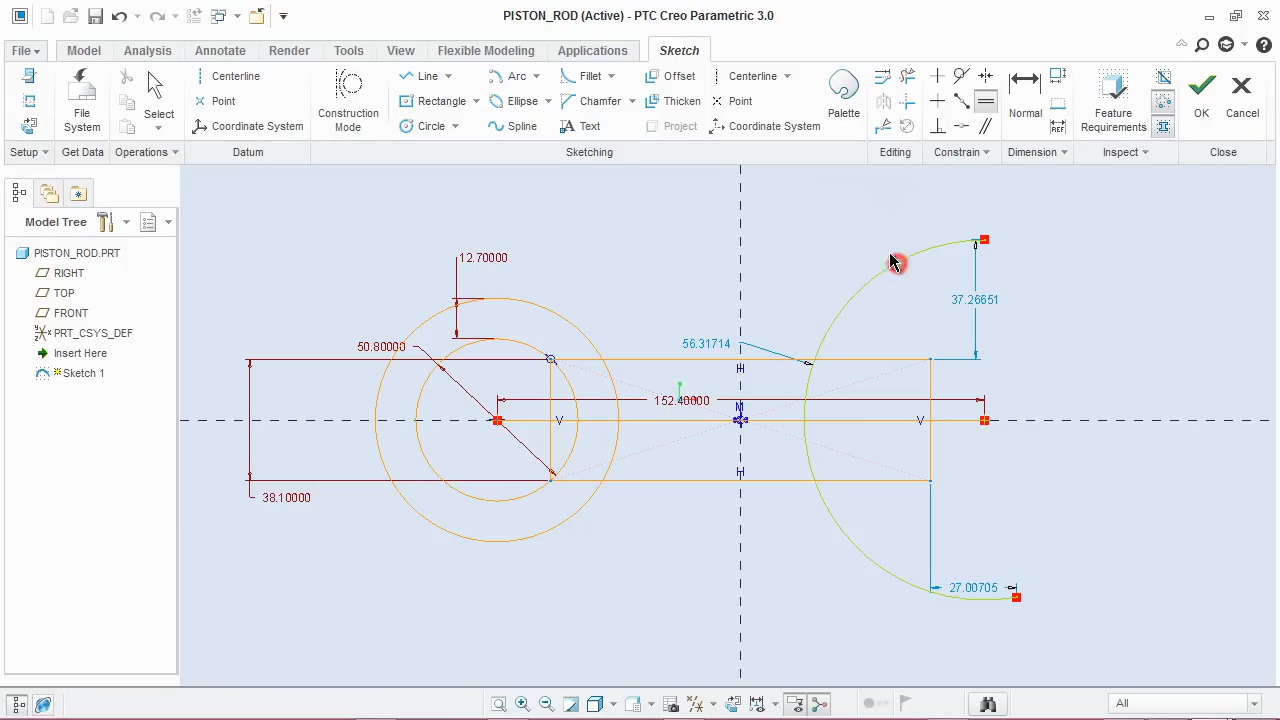 PISTON_ROD (Active) - PTC Creo Parametric 3.0
File Model Analysis Annotate Render Tools View Flexible Modeling Applications Sketch
Centerline Line Arc Fillet Offset Centerline
Point Rectangle Ellipse Chamfer Thicken Point
Coordinate System Circle Spline Text Project Coordinate System
File System Select Construction Mode Palette Normal Feature Requirements OK Cancel
REF
Setup Get Data Operations Datum Sketching Editing Constrain Dimension Inspect Close
Model Tree
PISTON_ROD.PRT
RIGHT
TOP
FRONT
PRT_CSYS_DEF
Insert Here
Sketch 1
12.70000
37.26651
50.80000
56.31714
H
152.40000
M
V V
H
38.10000
27.00705
All